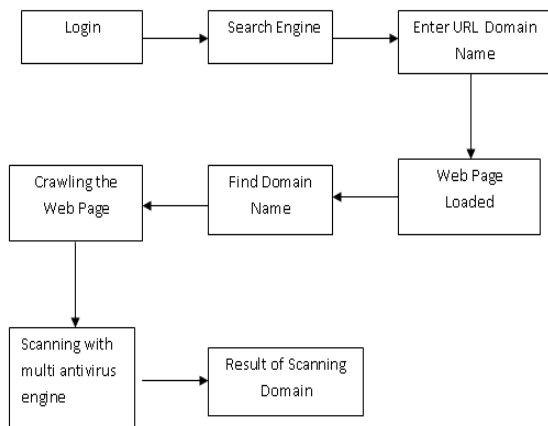 Login
Search Engine
Enter URL Domain
Name
Web Page
Loaded
Find Domain
Name
Crawling the
Web Page
Scanning with
multi antivirus
engine
Result of Scanning
Domain